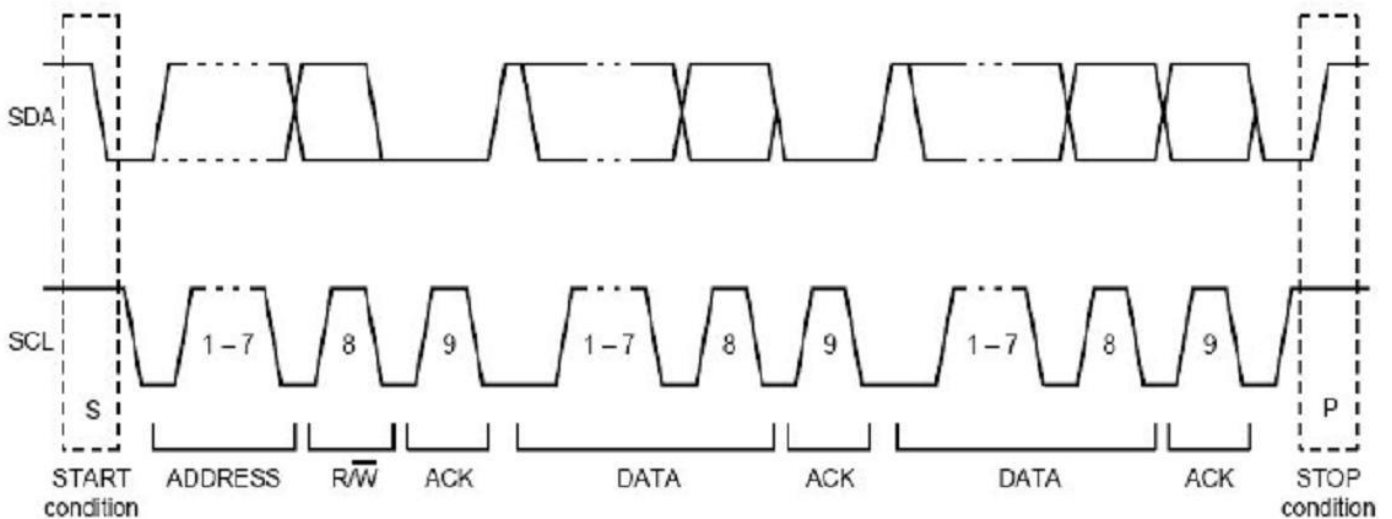 SDA
SCL
1 – 7
8
9
1 – 7
8
9
1 – 7
8
9
S
P
START
condition
ADDRESS
R/W̅
ACK
DATA
ACK
DATA
ACK
STOP
condition